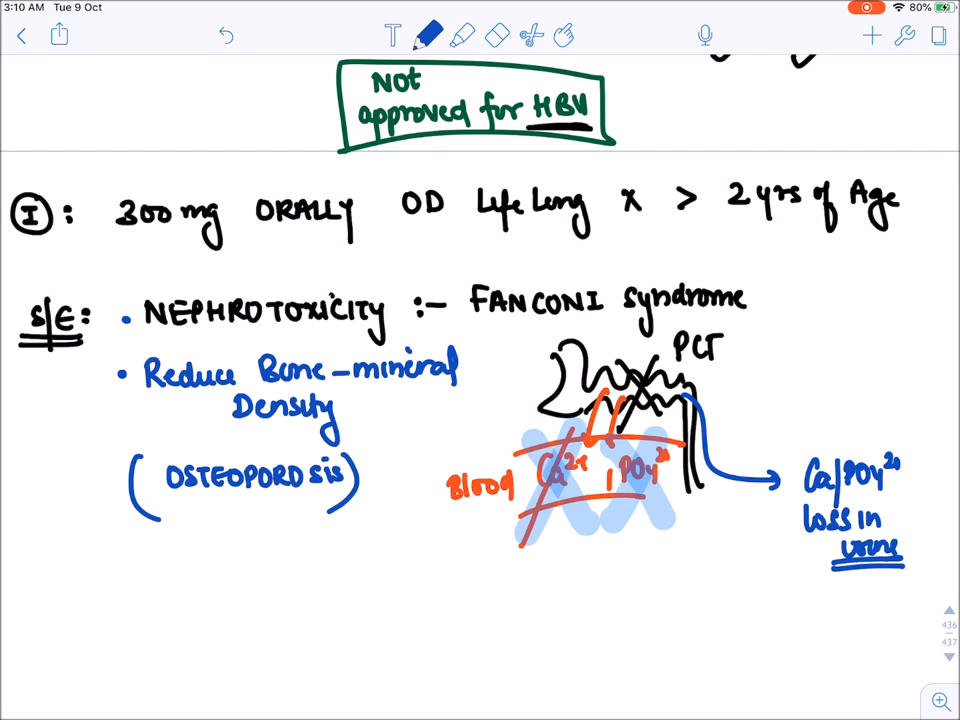 3:10 AM Tue 9 Oct
80%
T
Not
approved for HBV
I : 300 mg ORALLY OD Life Long x > 2 yrs of Age
S/E : • NEPHROTOXICITY :- FANCONI Syndrome
PCT
• Reduce Bone-mineral
Density
(OSTEOPOROSIS)
Blood Ca2+ PO42-
Ca/PO42-
loss in
urine
436
437